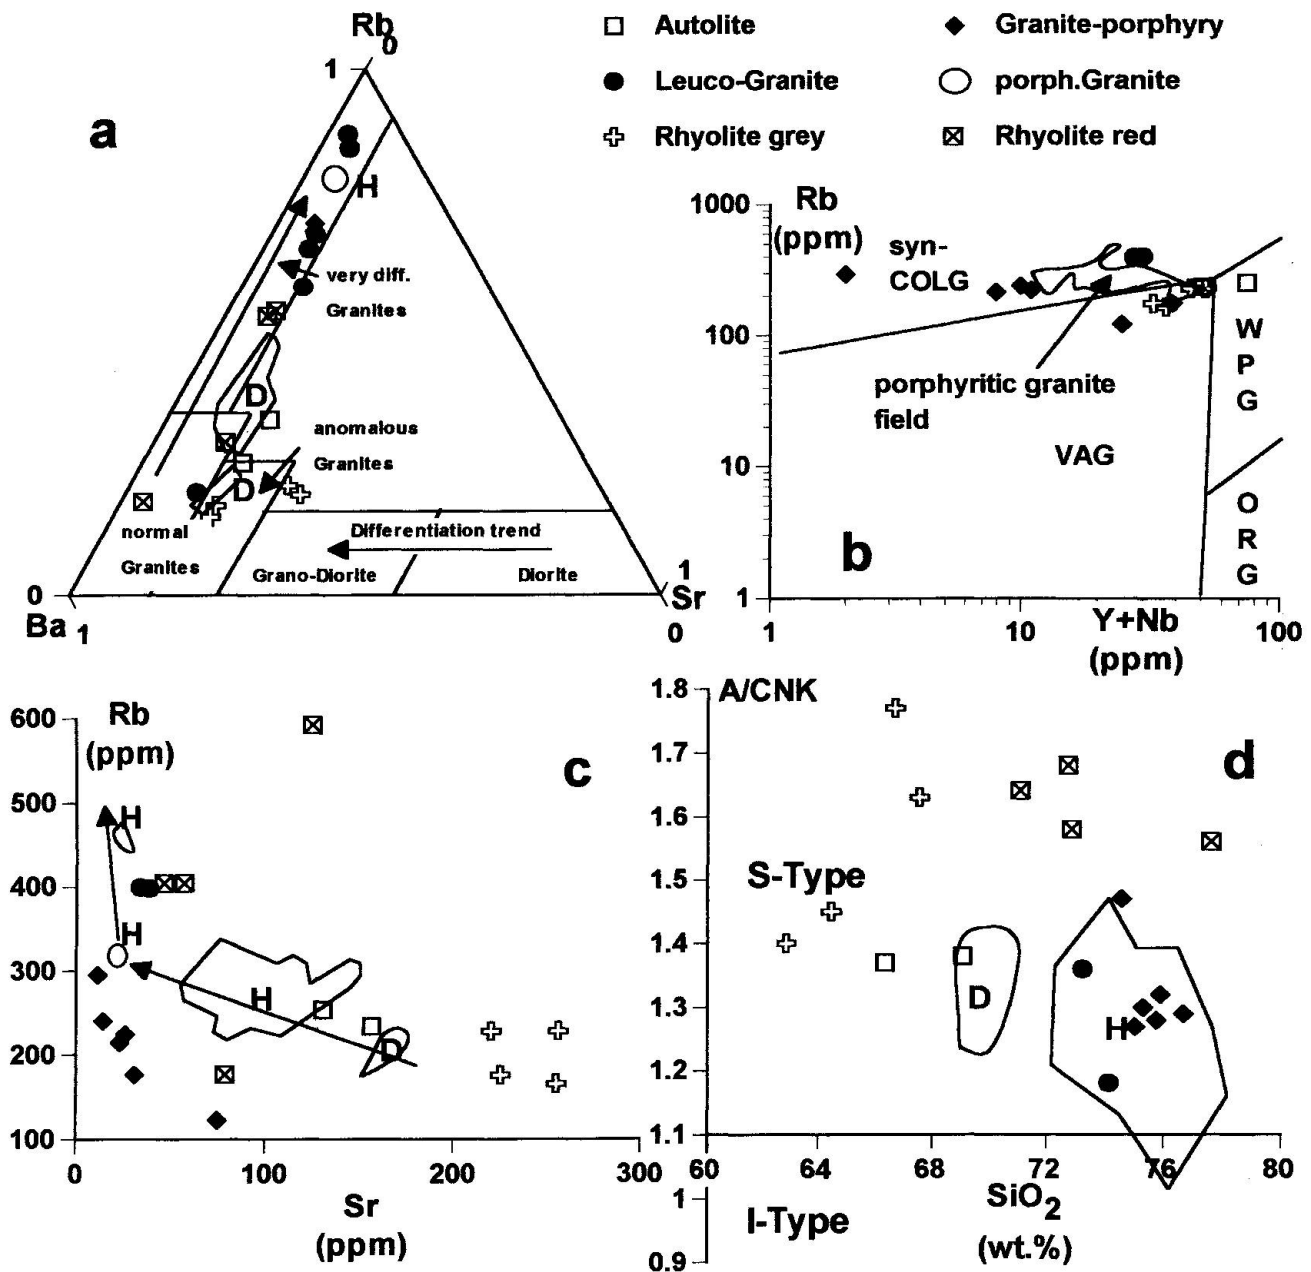 Autolite
Granite-porphyry
Leuco-Granite
porph.Granite
Rhyolite grey
Rhyolite red
a
Rb
0
1
H
very diff.
Granites
D
anomalous
Granites
D
normal
Granites
Differentiation trend
Grano-Diorite
Diorite
0
Ba 1
1
Sr
0
b
Rb
(ppm)
1000
100
10
1
syn-
COLG
porphyritic granite
field
VAG
W
P
G
O
R
G
1
10
100
Y+Nb
(ppm)
c
Rb
(ppm)
600
500
400
300
200
100
H
H
H
D
0
100
200
300
Sr
(ppm)
d
A/CNK
1.8
1.7
1.6
1.5
1.4
1.3
1.2
1.1
1
0.9
S-Type
D
H
I-Type
60
64
68
72
76
80
SiO2
(wt.%)